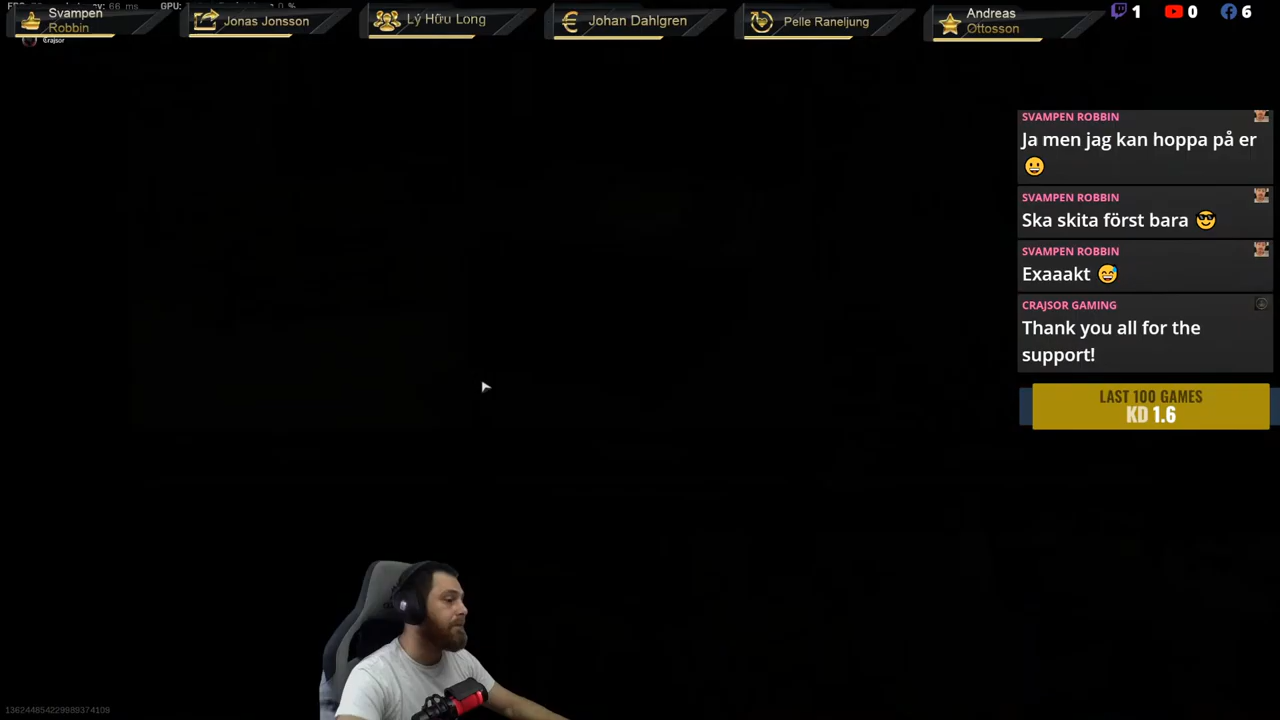 Svampen
Robbin
Jonas Jonsson
Lý Hữu Long
Johan Dahlgren
Pelle Raneljung
Andreas
Ottosson
1
0
6
Crajsor
SVAMPEN ROBBIN
Ja men jag kan hoppa på er
😀
SVAMPEN ROBBIN
Ska skita först bara 😎
SVAMPEN ROBBIN
Exaaakt 😅
CRAJSOR GAMING
Thank you all for the
support!
LAST 100 GAMES
KD 1.6